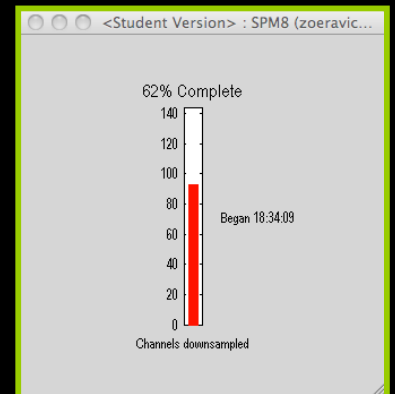 <Student Version> : SPM8 (zoeravic...
62% Complete
140
120
100
80
Began 18:34:09
60
40
20
0
Channels downsampled